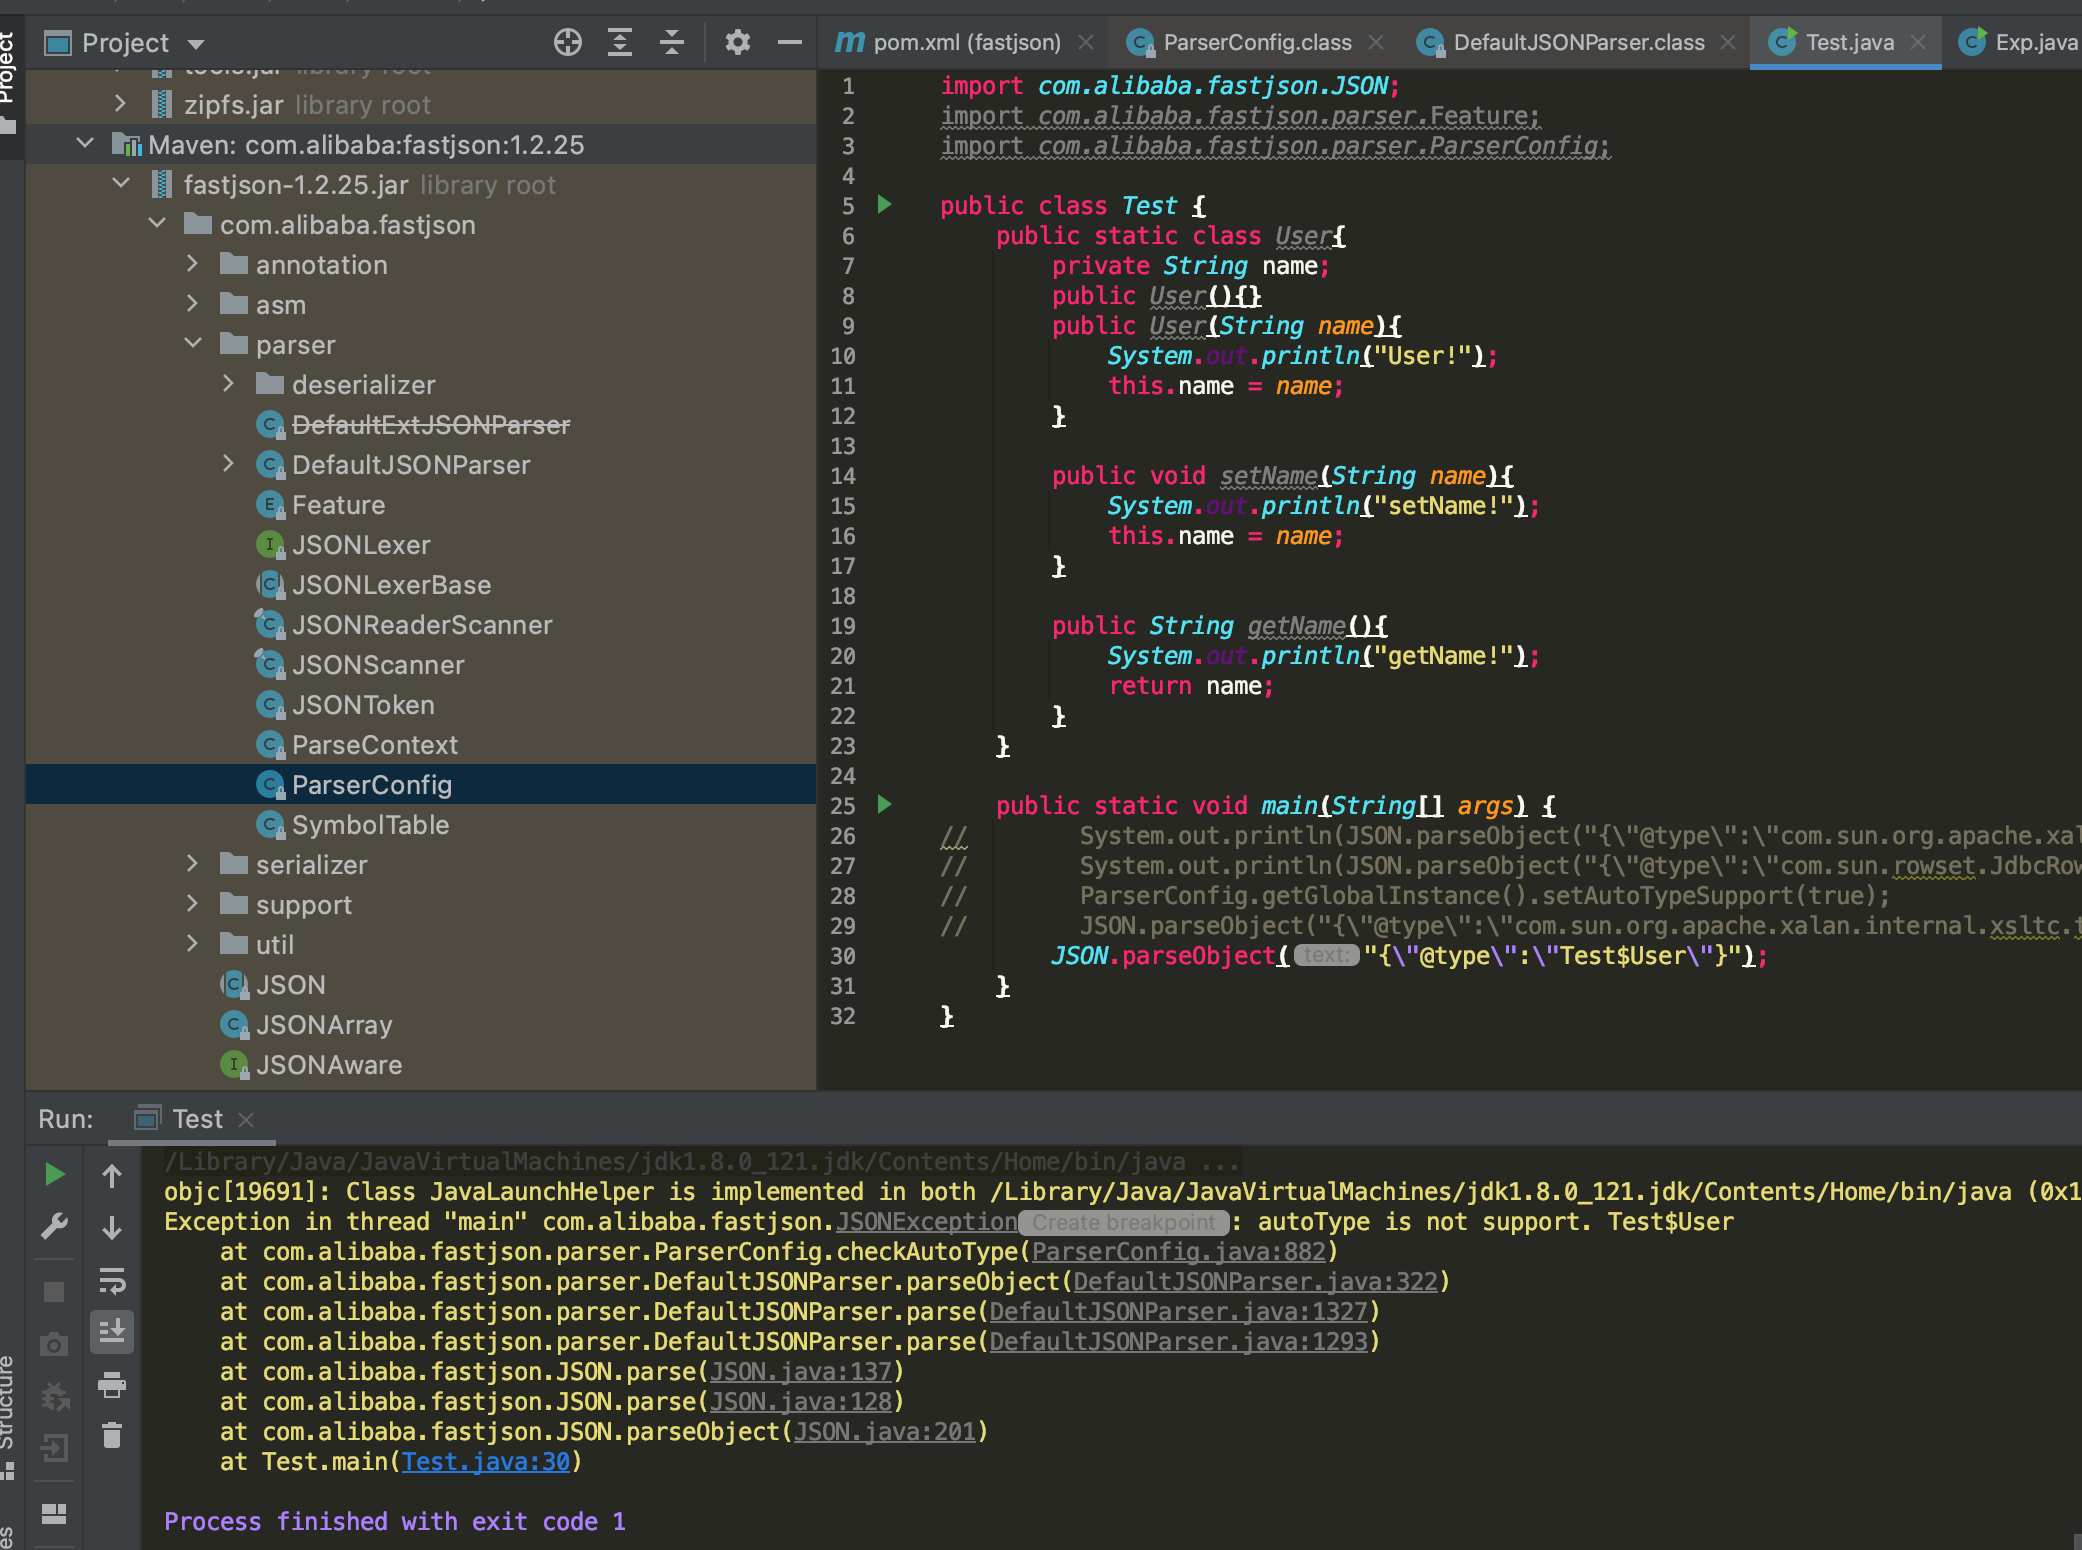 Project
pom.xml (fastjson)
ParserConfig.class
DefaultJSONParser.class
Test.java
Exp.java
Project
tools.jar library root
zipfs.jar library root
Maven: com.alibaba:fastjson:1.2.25
fastjson-1.2.25.jar library root
com.alibaba.fastjson
annotation
asm
parser
deserializer
DefaultExtJSONParser
DefaultJSONParser
Feature
JSONLexer
JSONLexerBase
JSONReaderScanner
JSONScanner
JSONToken
ParseContext
ParserConfig
SymbolTable
serializer
support
util
JSON
JSONArray
JSONAware
1 import com.alibaba.fastjson.JSON;
2 import com.alibaba.fastjson.parser.Feature;
3 import com.alibaba.fastjson.parser.ParserConfig;
4
5 public class Test {
6 public static class User{
7 private String name;
8 public User(){}
9 public User(String name){
10 System.out.println("User!");
11 this.name = name;
12 }
13
14 public void setName(String name){
15 System.out.println("setName!");
16 this.name = name;
17 }
18
19 public String getName(){
20 System.out.println("getName!");
21 return name;
22 }
23 }
24
25 public static void main(String[] args) {
26 // System.out.println(JSON.parseObject("{\"@type\":\"com.sun.org.apache.xal
27 // System.out.println(JSON.parseObject("{\"@type\":\"com.sun.rowset.JdbcRow
28 // ParserConfig.getGlobalInstance().setAutoTypeSupport(true);
29 // JSON.parseObject("{\"@type\":\"com.sun.org.apache.xalan.internal.xsltc.t
30 JSON.parseObject( text: "{\"@type\":\"Test$User\"}");
31 }
32 }
Run: Test
/Library/Java/JavaVirtualMachines/jdk1.8.0_121.jdk/Contents/Home/bin/java ...
objc[19691]: Class JavaLaunchHelper is implemented in both /Library/Java/JavaVirtualMachines/jdk1.8.0_121.jdk/Contents/Home/bin/java (0x1
Exception in thread "main" com.alibaba.fastjson.JSONException Create breakpoint : autoType is not support. Test$User
at com.alibaba.fastjson.parser.ParserConfig.checkAutoType(ParserConfig.java:882)
at com.alibaba.fastjson.parser.DefaultJSONParser.parseObject(DefaultJSONParser.java:322)
at com.alibaba.fastjson.parser.DefaultJSONParser.parse(DefaultJSONParser.java:1327)
at com.alibaba.fastjson.parser.DefaultJSONParser.parse(DefaultJSONParser.java:1293)
at com.alibaba.fastjson.JSON.parse(JSON.java:137)
at com.alibaba.fastjson.JSON.parse(JSON.java:128)
at com.alibaba.fastjson.JSON.parseObject(JSON.java:201)
at Test.main(Test.java:30)
Process finished with exit code 1
Structure